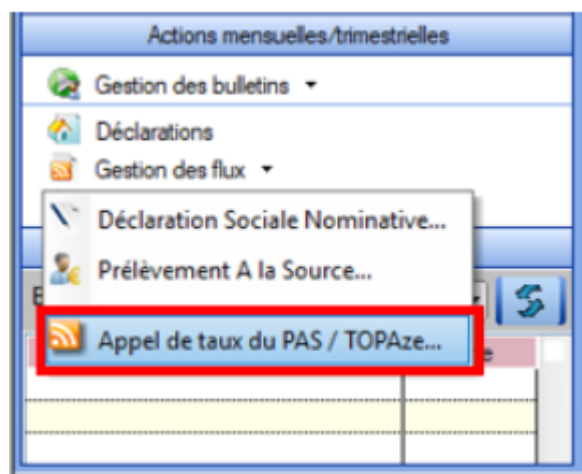 Actions mensuelles/trimestrielles
Gestion des bulletins
Déclarations
Gestion des flux
Déclaration Sociale Nominative...
Prélèvement A la Source...
Appel de taux du PAS / TOPAze...